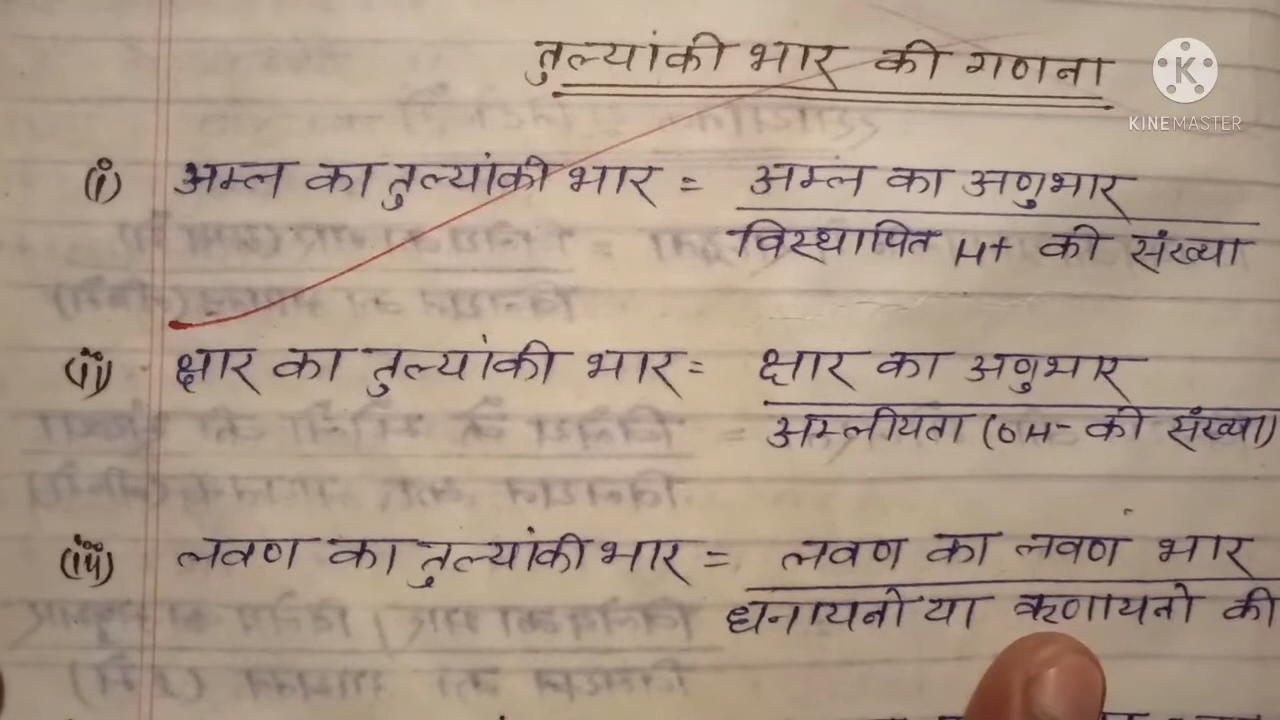 तुल्यांकी भार की गणना
KINEMASTER
(i) अम्ल का तुल्यांकी भार = अम्ल का अणुभार
विस्थापित H+ की संख्या
(ii) क्षार का तुल्यांकी भार = क्षार का अणुभार
अम्लीयता (OH- की संख्या)
(iii) लवण का तुल्यांकी भार = लवण का लवण भार
धनायनो या ऋणायनो की